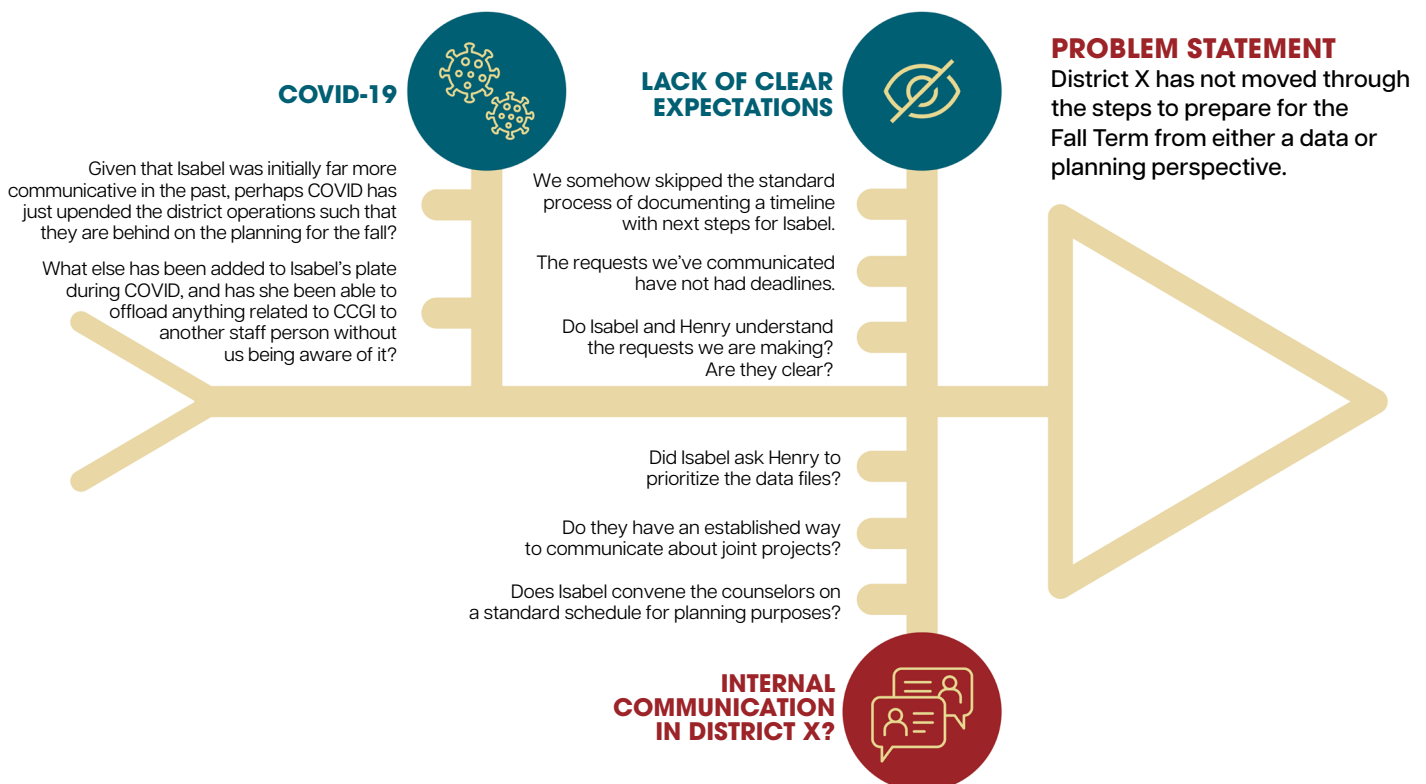 COVID-19
Given that Isabel was initially far more
communicative in the past, perhaps COVID has
just upended the district operations such that
they are behind on the planning for the fall?
What else has been added to Isabel's plate
during COVID, and has she been able to
offload anything related to CCGI to
another staff person without
us being aware of it?
LACK OF CLEAR
EXPECTATIONS
We somehow skipped the standard
process of documenting a timeline
with next steps for Isabel.
The requests we've communicated
have not had deadlines.
Do Isabel and Henry understand
the requests we are making?
Are they clear?
PROBLEM STATEMENT
District X has not moved through
the steps to prepare for the
Fall Term from either a data or
planning perspective.
Did Isabel ask Henry to
prioritize the data files?
Do they have an established way
to communicate about joint projects?
Does Isabel convene the counselors on
a standard schedule for planning purposes?
INTERNAL
COMMUNICATION
IN DISTRICT X?